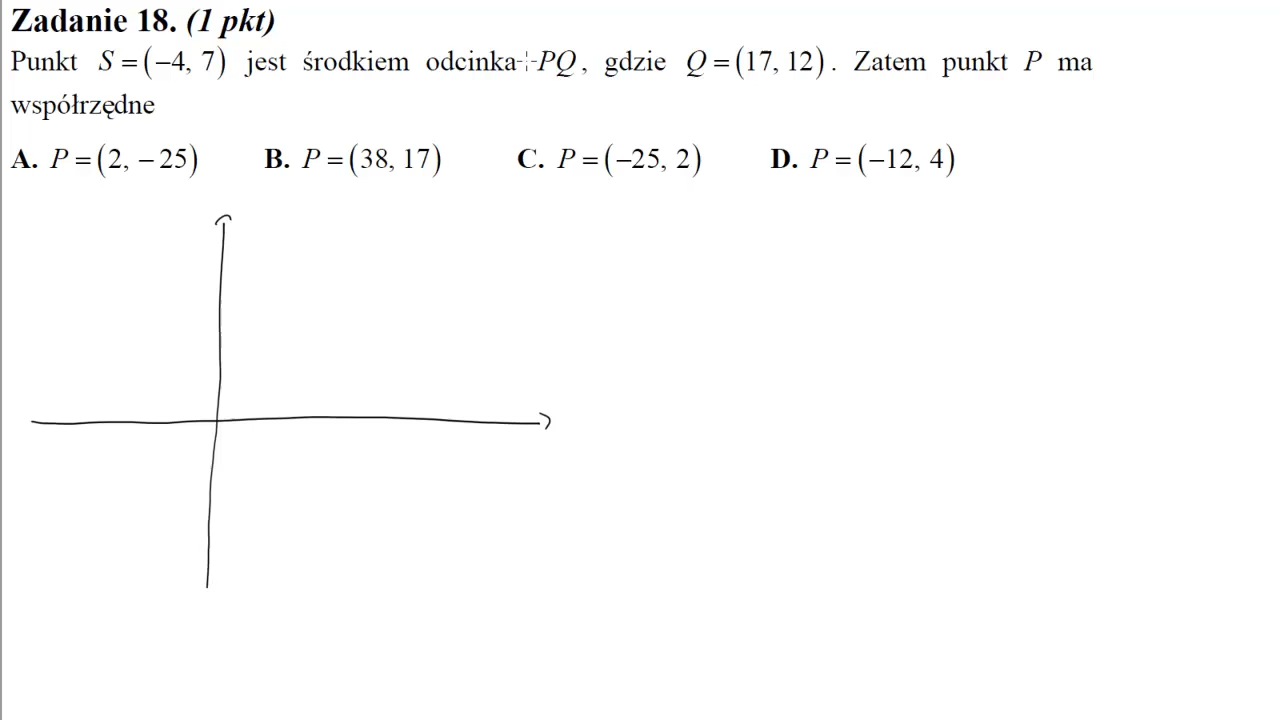 Zadanie 18. (1 pkt)
Punkt S = (−4, 7) jest środkiem odcinka PQ, gdzie Q = (17, 12). Zatem punkt P ma
współrzędne
A. P = (2, −25) B. P = (38, 17) C. P = (−25, 2) D. P = (−12, 4)